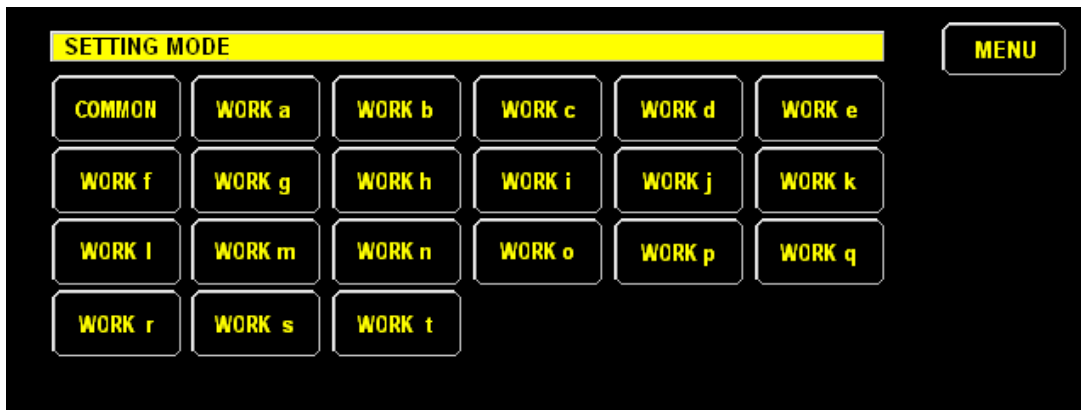 SETTING MODE
MENU
COMMON WORK a WORK b WORK c WORK d WORK e
WORK f WORK g WORK h WORK i WORK j WORK k
WORK l WORK m WORK n WORK o WORK p WORK q
WORK r WORK s WORK t